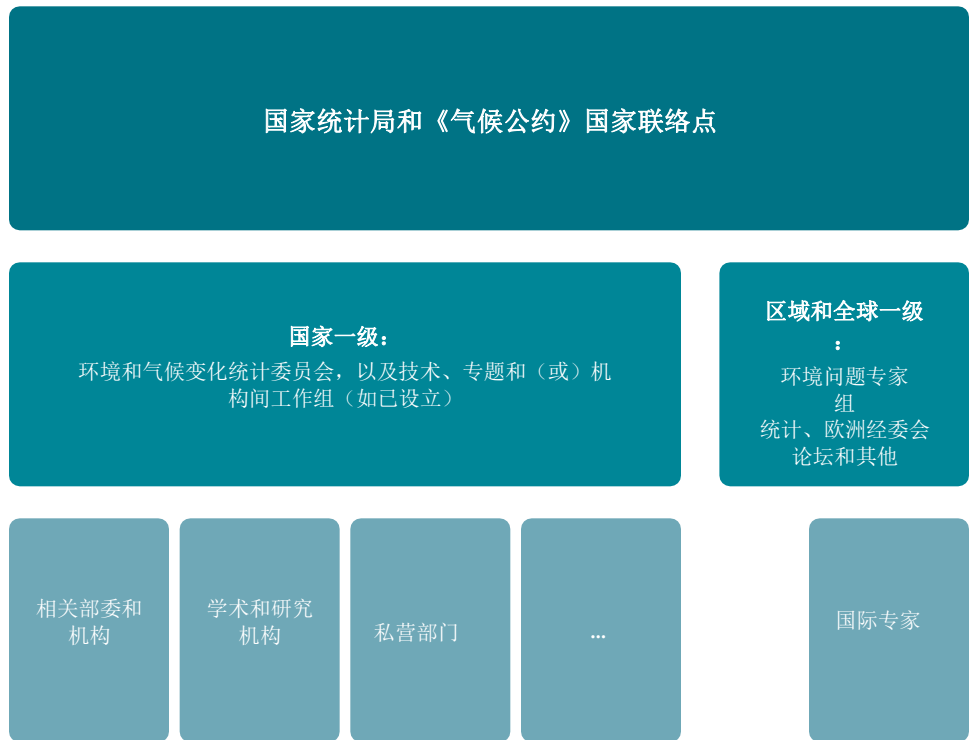 国家统计局和《气候公约》国家联络点
国家一级：
环境和气候变化统计委员会，以及技术、专题和（或）机
构间工作组（如已设立）
区域和全球一级
：
环境问题专家
组
统计、欧洲经委会
论坛和其他
相关部委和
机构
学术和研究
机构
私营部门
...
国际专家